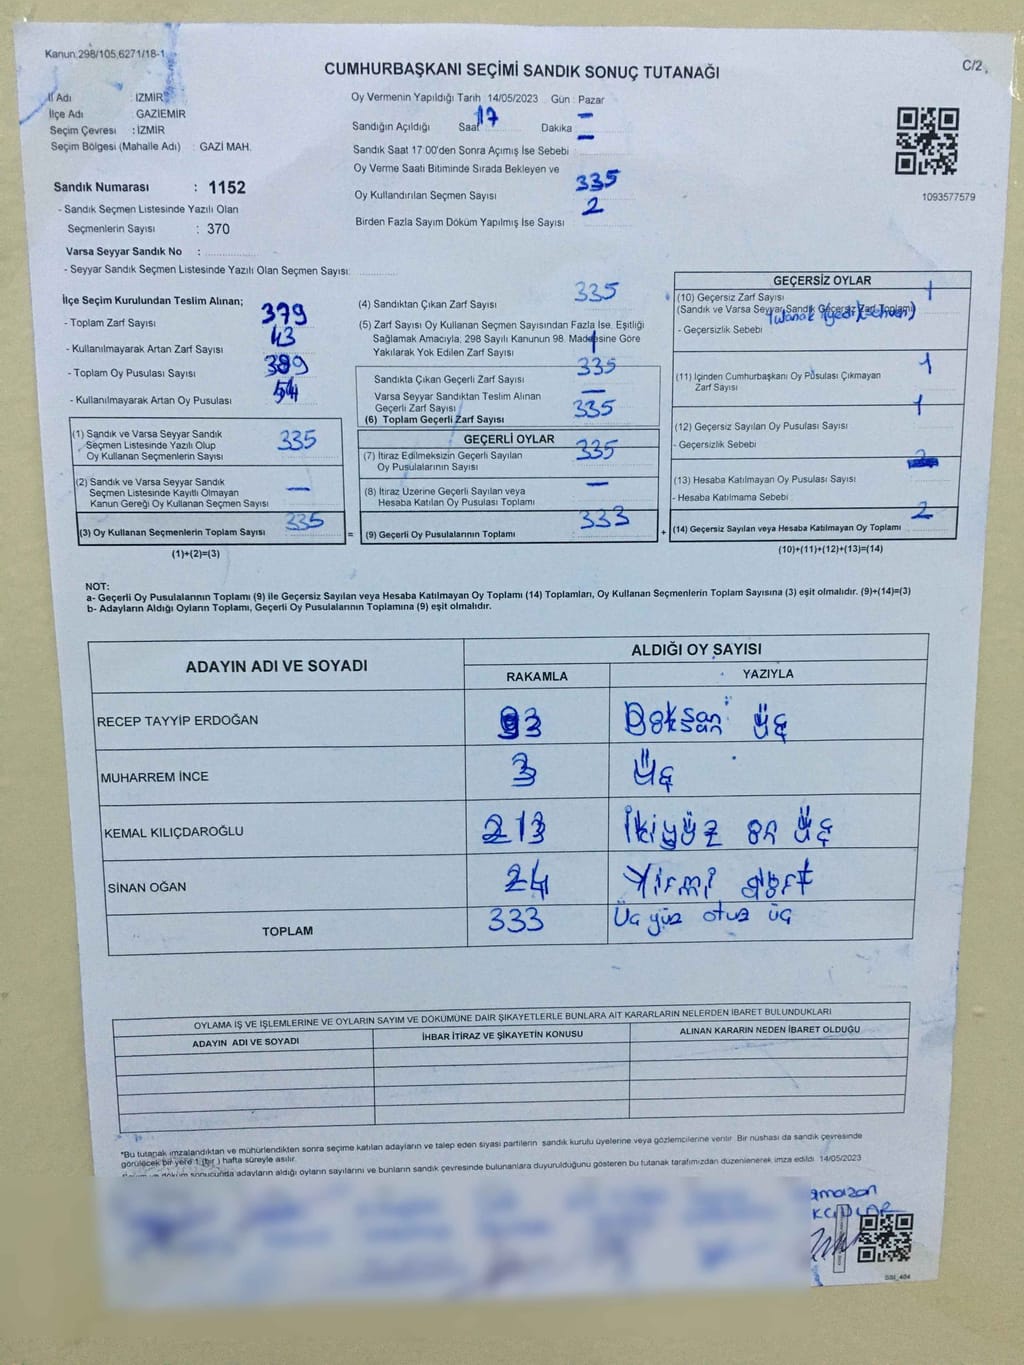 Kanun:298/105,6271/18-1
C/2
CUMHURBAŞKANI SEÇİMİ SANDIK SONUÇ TUTANAĞI
İl Adı : İZMİR
İlçe Adı : GAZİEMİR
Seçim Çevresi : İZMİR
Seçim Bölgesi (Mahalle Adı) : GAZİ MAH.
Sandık Numarası : 1152
- Sandık Seçmen Listesinde Yazılı Olan
Seçmenlerin Sayısı : 370
Varsa Seyyar Sandık No :
- Seyyar Sandık Seçmen Listesinde Yazılı Olan Seçmen Sayısı:
Oy Vermenin Yapıldığı Tarih 14/05/2023 Gün : Pazar
Sandığın Açıldığı Saat 17 Dakika –
Sandık Saat 17:00'den Sonra Açımış İse Sebebi –
Oy Verme Saati Bitiminde Sırada Bekleyen ve
Oy Kullandırılan Seçmen Sayısı 335
Birden Fazla Sayım Döküm Yapılmış İse Sayısı 2
1093577579
İlçe Seçim Kurulundan Teslim Alınan;
- Toplam Zarf Sayısı 379
- Kullanılmayarak Artan Zarf Sayısı 43
- Toplam Oy Pusulası Sayısı
- Kullanılmayarak Artan Oy Pusulası
(1) Sandık ve Varsa Seyyar Sandık
Seçmen Listesinde Yazılı Olup
Oy Kullanan Seçmenlerin Sayısı 335
(2) Sandık ve Varsa Seyyar Sandık
Seçmen Listesinde Kayıtlı Olmayan
Kanun Gereği Oy Kullanan Seçmen Sayısı –
(3) Oy Kullanan Seçmenlerin Toplam Sayısı 335
(1)+(2)=(3)
(4) Sandıktan Çıkan Zarf Sayısı 335
(5) Zarf Sayısı Oy Kullanan Seçmen Sayısından Fazla İse, Eşitliği
Sağlamak Amacıyla, 298 Sayılı Kanunun 98. Maddesine Göre
Yakılarak Yok Edilen Zarf Sayısı
Sandıkta Çıkan Geçerli Zarf Sayısı 335
Varsa Seyyar Sandıktan Teslim Alınan
Geçerli Zarf Sayısı –
(6) Toplam Geçerli Zarf Sayısı 335
GEÇERLİ OYLAR
(7) İtiraz Edilmeksizin Geçerli Sayılan
Oy Pusulalarının Sayısı 335
(8) İtiraz Üzerine Geçerli Sayılan veya
Hesaba Katılan Oy Pusulası Toplamı –
= (9) Geçerli Oy Pusulalarının Toplamı 333
GEÇERSİZ OYLAR
(10) Geçersiz Zarf Sayısı 1
(Sandık ve Varsa Seyyar Sandık Geçersiz Zarf Toplamı)
- Geçersizlik Sebebi
(11) İçinden Cumhurbaşkanı Oy Pusulası Çıkmayan
Zarf Sayısı 1
(12) Geçersiz Sayılan Oy Pusulası Sayısı 1
- Geçersizlik Sebebi
(13) Hesaba Katılmayan Oy Pusulası Sayısı
- Hesaba Katılmama Sebebi
+ (14) Geçersiz Sayılan veya Hesaba Katılmayan Oy Toplamı 2
(10)+(11)+(12)+(13)=(14)
NOT:
a- Geçerli Oy Pusulalarının Toplamı (9) ile Geçersiz Sayılan veya Hesaba Katılmayan Oy Toplamı (14) Toplamları, Oy Kullanan Seçmenlerin Toplam Sayısına (3) eşit olmalıdır. (9)+(14)=(3)
b- Adayların Aldığı Oyların Toplamı, Geçerli Oy Pusulalarının Toplamına (9) eşit olmalıdır.
ADAYIN ADI VE SOYADI
ALDIĞI OY SAYISI
RAKAMLA YAZIYLA
RECEP TAYYİP ERDOĞAN 93 Doksan Üç
MUHARREM İNCE 3 Üç
KEMAL KILIÇDAROĞLU 213 İkiyüz on Üç
SİNAN OĞAN 24 Yirmi dört
TOPLAM 333 Üç yüz otuz üç
OYLAMA İŞ VE İŞLEMLERİNE VE OYLARIN SAYIM VE DÖKÜMÜNE DAİR ŞİKAYETLERLE BUNLARA AİT KARARLARIN NELERDEN İBARET BULUNDUKLARI
ADAYIN ADI VE SOYADI İHBAR İTİRAZ VE ŞİKAYETİN KONUSU ALINAN KARARIN NEDEN İBARET OLDUĞU
*Bu tutanak imzalandıktan ve mühürlendikten sonra seçime katılan adayların ve talep eden siyasi partilerin sandık kurulu üyelerine veya gözlemcilerine verilir. Bir nüshası da sandık çevresinde
görülecek bir yere 1 (bir) hafta süreyle asılır.
döküm sonucunda adayların aldığı oyların sayılarını ve bunların sandık çevresinde bulunanlara duyurulduğunu gösteren bu tutanak tarafımızdan düzenlenerek imza edildi. 14/05/2023